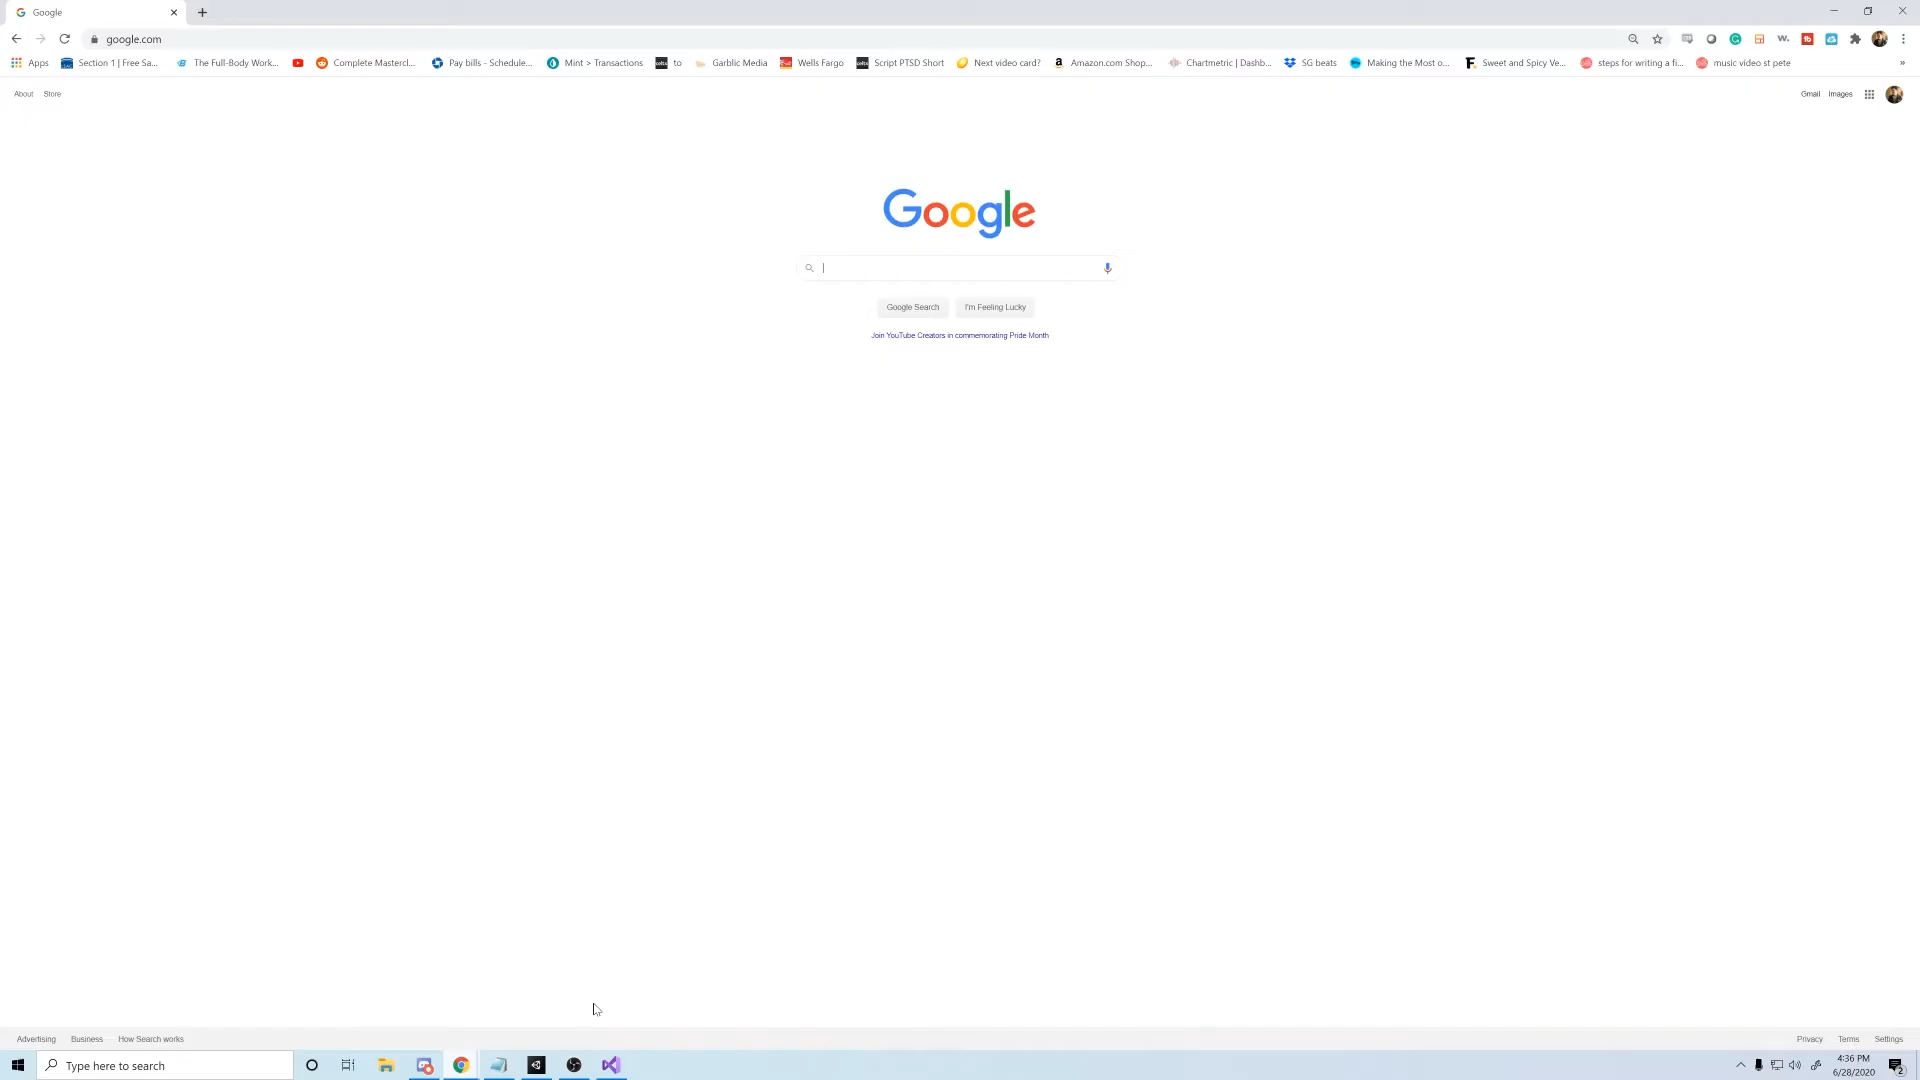 Google
google.com
Apps
Section 1 | Free Sa...
The Full-Body Work...
Complete Mastercl...
Pay bills - Schedule...
Mint > Transactions
to
Garblic Media
Wells Fargo
Script PTSD Short
Next video card?
Amazon.com Shop...
Chartmetric | Dashb...
SG beats
Making the Most o...
Sweet and Spicy Ve...
steps for writing a fi...
music video st pete
»
About
Store
Gmail
Images
Google
Google Search
I'm Feeling Lucky
Join YouTube Creators in commemorating Pride Month
Advertising
Business
How Search works
Privacy
Terms
Settings
Type here to search
4:36 PM
6/28/2020
2